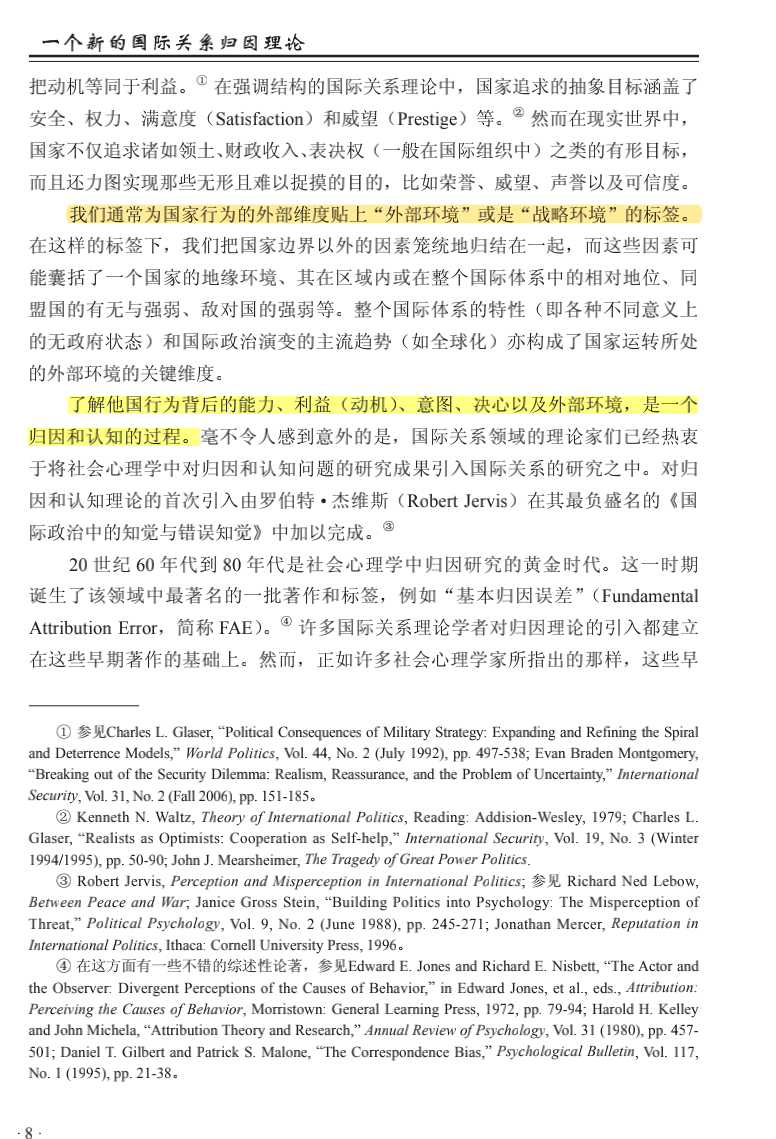 一个新的国际关系归因理论
把动机等同于利益。① 在强调结构的国际关系理论中，国家追求的抽象目标涵盖了
安全、权力、满意度（Satisfaction）和威望（Prestige）等。② 然而在现实世界中，
国家不仅追求诸如领土、财政收入、表决权（一般在国际组织中）之类的有形目标，
而且还力图实现那些无形且难以捉摸的目的，比如荣誉、威望、声誉以及可信度。
我们通常为国家行为的外部维度贴上“外部环境”或是“战略环境”的标签。
在这样的标签下，我们把国家边界以外的因素笼统地归结在一起，而这些因素可
能囊括了一个国家的地缘环境、其在区域内或在整个国际体系中的相对地位、同
盟国的有无与强弱、敌对国的强弱等。整个国际体系的特性（即各种不同意义上
的无政府状态）和国际政治演变的主流趋势（如全球化）亦构成了国家运转所处
的外部环境的关键维度。
了解他国行为背后的能力、利益（动机）、意图、决心以及外部环境，是一个
归因和认知的过程。毫不令人感到意外的是，国际关系领域的理论家们已经热衷
于将社会心理学中对归因和认知问题的研究成果引入国际关系的研究之中。对归
因和认知理论的首次引入由罗伯特·杰维斯（Robert Jervis）在其最负盛名的《国
际政治中的知觉与错误知觉》中加以完成。③
20 世纪 60 年代到 80 年代是社会心理学中归因研究的黄金时代。这一时期
诞生了该领域中最著名的一批著作和标签，例如“基本归因误差”（Fundamental
Attribution Error，简称 FAE）。④ 许多国际关系理论学者对归因理论的引入都建立
在这些早期著作的基础上。然而，正如许多社会心理学家所指出的那样，这些早
① 参见Charles L. Glaser, “Political Consequences of Military Strategy: Expanding and Refining the Spiral
and Deterrence Models,” World Politics, Vol. 44, No. 2 (July 1992), pp. 497-538; Evan Braden Montgomery,
“Breaking out of the Security Dilemma: Realism, Reassurance, and the Problem of Uncertainty,” International
Security, Vol. 31, No. 2 (Fall 2006), pp. 151-185。
② Kenneth N. Waltz, Theory of International Politics, Reading: Addision-Wesley, 1979; Charles L.
Glaser, “Realists as Optimists: Cooperation as Self-help,” International Security, Vol. 19, No. 3 (Winter
1994/1995), pp. 50-90; John J. Mearsheimer, The Tragedy of Great Power Politics.
③ Robert Jervis, Perception and Misperception in International Politics; 参见 Richard Ned Lebow,
Between Peace and War; Janice Gross Stein, “Building Politics into Psychology: The Misperception of
Threat,” Political Psychology, Vol. 9, No. 2 (June 1988), pp. 245-271; Jonathan Mercer, Reputation in
International Politics, Ithaca: Cornell University Press, 1996。
④ 在这方面有一些不错的综述性论著，参见Edward E. Jones and Richard E. Nisbett, “The Actor and
the Observer: Divergent Perceptions of the Causes of Behavior,” in Edward Jones, et al., eds., Attribution:
Perceiving the Causes of Behavior, Morristown: General Learning Press, 1972, pp. 79-94; Harold H. Kelley
and John Michela, “Attribution Theory and Research,” Annual Review of Psychology, Vol. 31 (1980), pp. 457-
501; Daniel T. Gilbert and Patrick S. Malone, “The Correspondence Bias,” Psychological Bulletin, Vol. 117,
No. 1 (1995), pp. 21-38。
· 8 ·